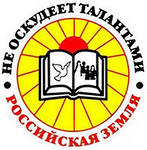 НЕ ОСКУДЕЕТ ТАЛАНТАМИ
• РОССИЙСКАЯ ЗЕМЛЯ •